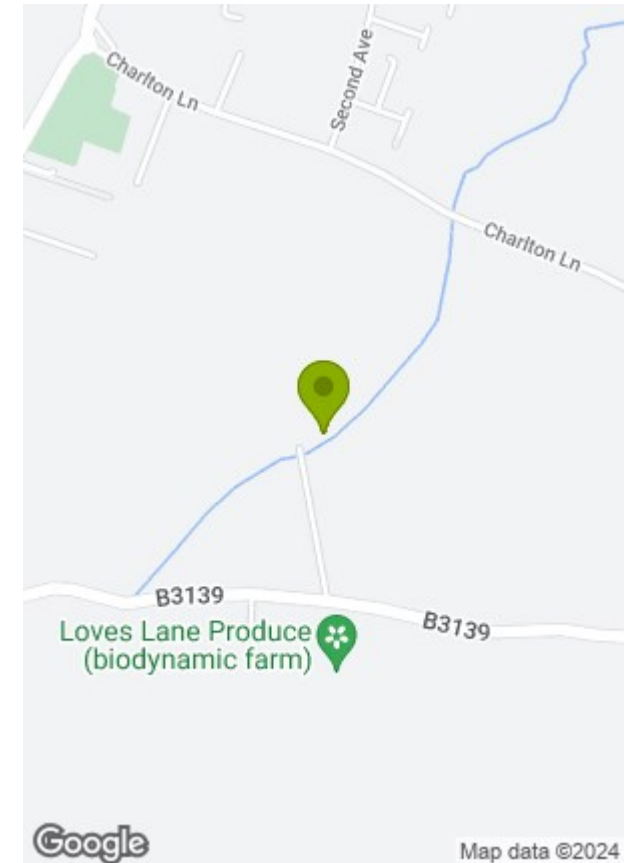 Charlton Ln
Second Ave
Charlton Ln
B3139
B3139
Loves Lane Produce
(biodynamic farm)
Google
Map data ©2024